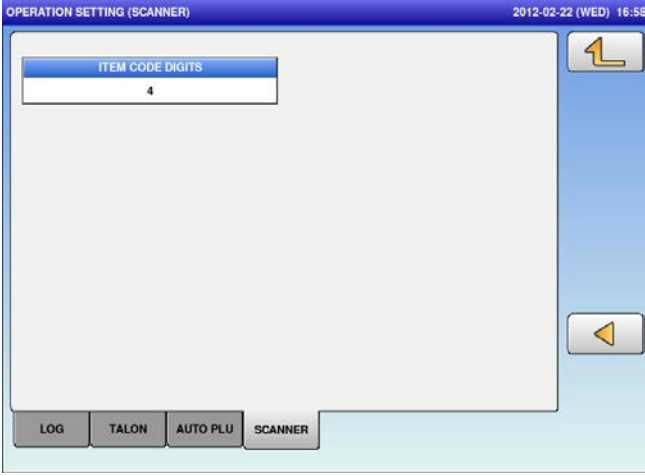 OPERATION SETTING (SCANNER) 2012-02-22 (WED) 16:58
ITEM CODE DIGITS
4
LOG TALON AUTO PLU SCANNER